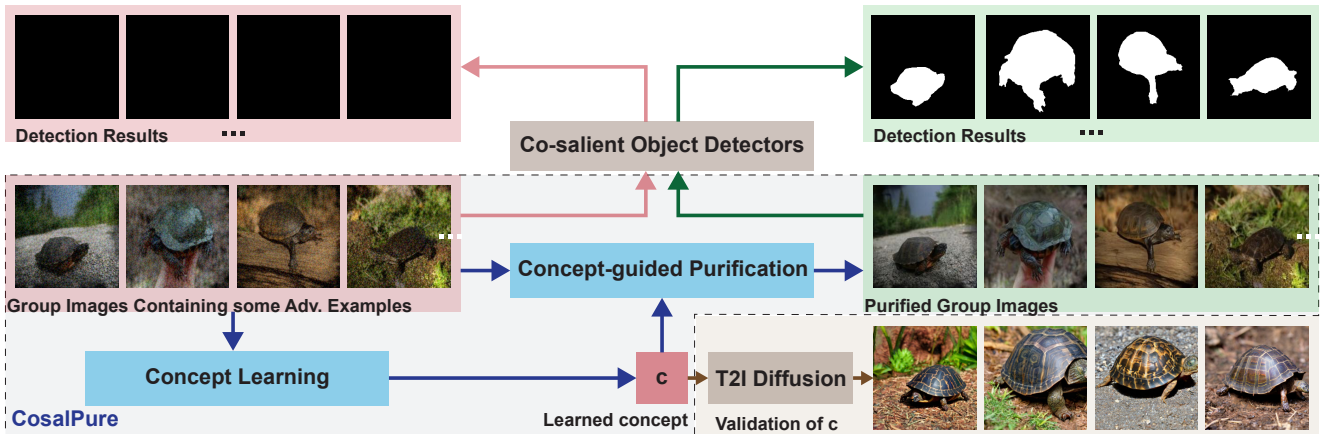 Detection Results
Detection Results
Co-salient Object Detectors
Group Images Containing some Adv. Examples
Concept-guided Purification
Purified Group Images
Concept Learning
c
T2I Diffusion
CosalPure
Learned concept
Validation of c